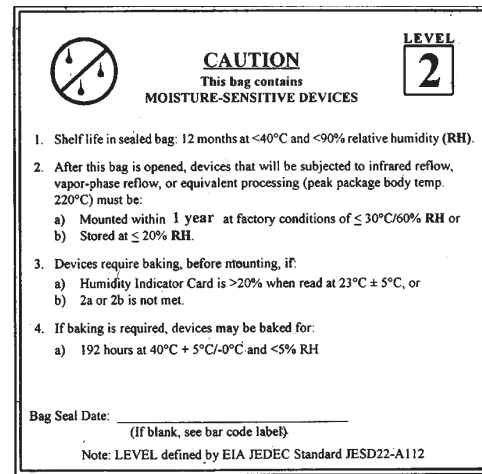 LEVEL
2
CAUTION
This bag contains
MOISTURE-SENSITIVE DEVICES
1. Shelf life in sealed bag: 12 months at <40°C and <90% relative humidity (RH).
2. After this bag is opened, devices that will be subjected to infrared reflow,
vapor-phase reflow, or equivalent processing (peak package body temp.
220°C) must be:
a) Mounted within 1 year at factory conditions of ≤ 30°C/60% RH or
b) Stored at ≤ 20% RH.
3. Devices require baking, before mounting, if:
a) Humidity Indicator Card is >20% when read at 23°C ± 5°C, or
b) 2a or 2b is not met.
4. If baking is required, devices may be baked for:
a) 192 hours at 40°C + 5°C/-0°C and <5% RH
Bag Seal Date:
(If blank, see bar code label)
Note: LEVEL defined by EIA JEDEC Standard JESD22-A112